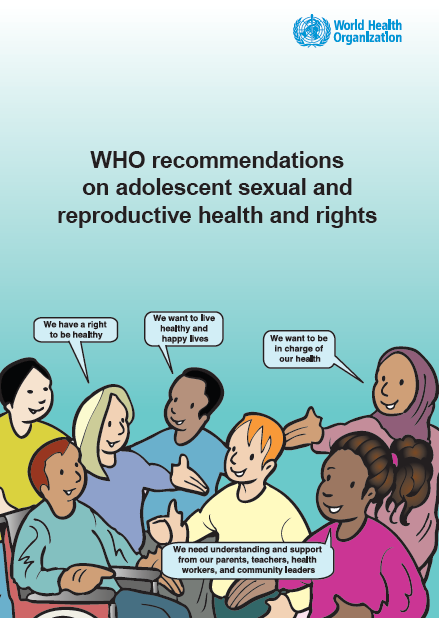 World Health
Organization
WHO recommendations
on adolescent sexual and
reproductive health and rights
We have a right
to be healthy
We want to live
healthy and
happy lives
We want to be
in charge of
our health
We need understanding and support
from our parents, teachers, health
workers, and community leaders